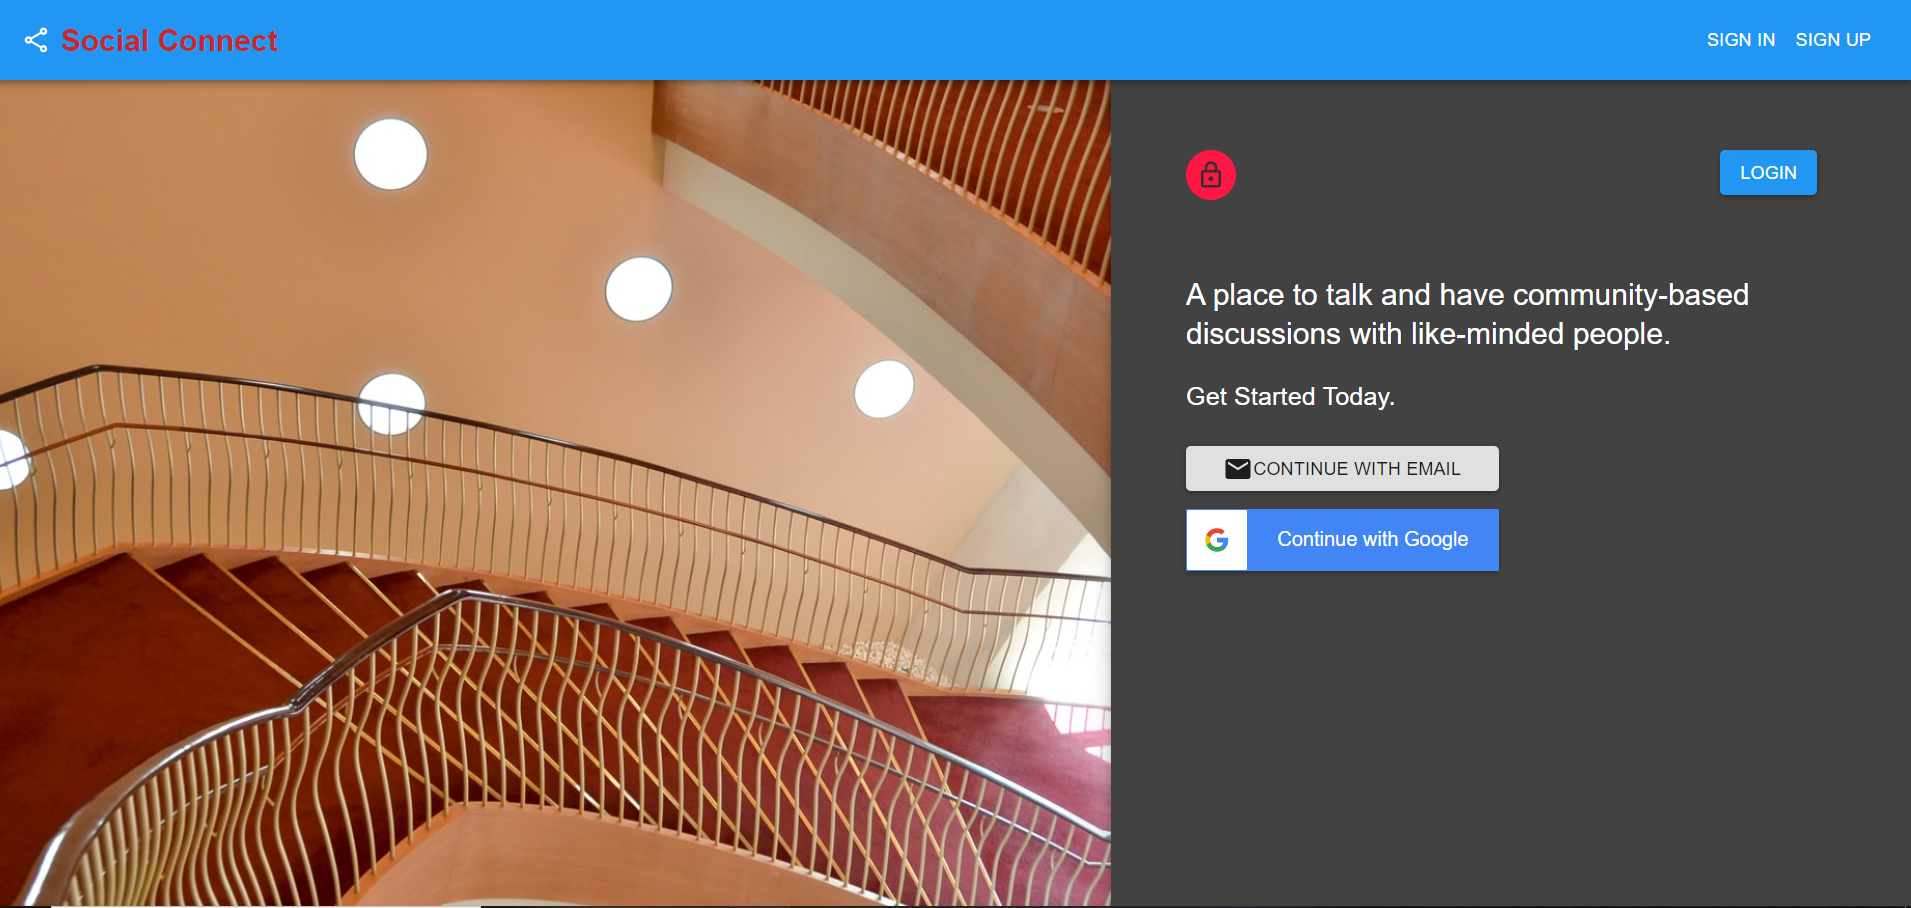 Social Connect
SIGN IN
SIGN UP
LOGIN
A place to talk and have community-based
discussions with like-minded people.
Get Started Today.
CONTINUE WITH EMAIL
Continue with Google